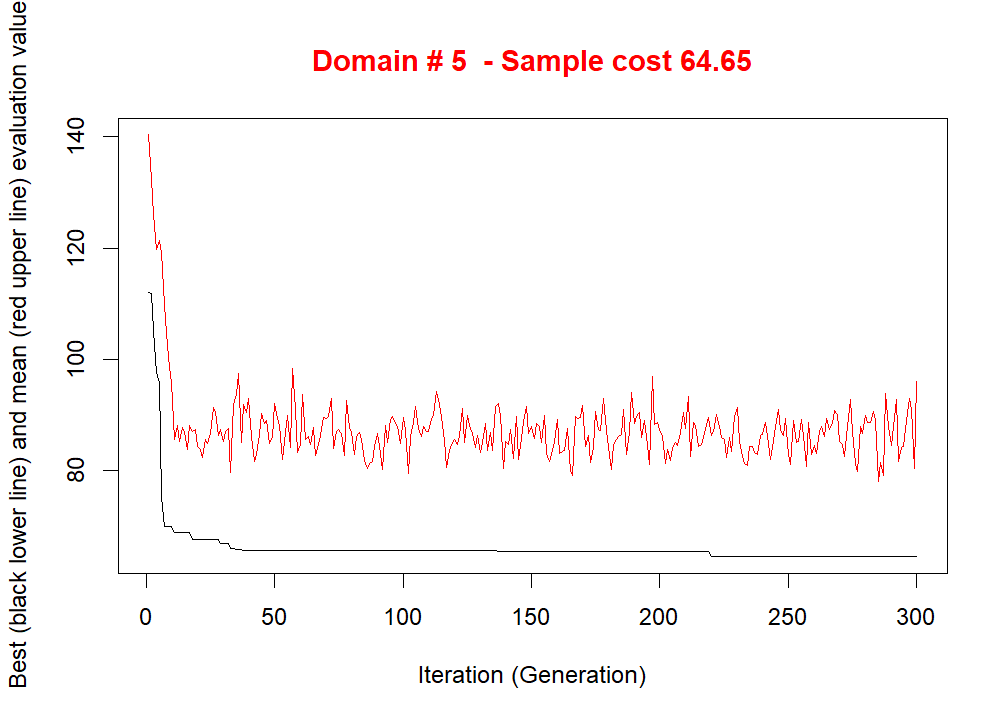 Domain # 5  - Sample cost 64.65
Best (black lower line) and mean (red upper line) evaluation value
140
120
100
80
0 50 100 150 200 250 300
Iteration (Generation)